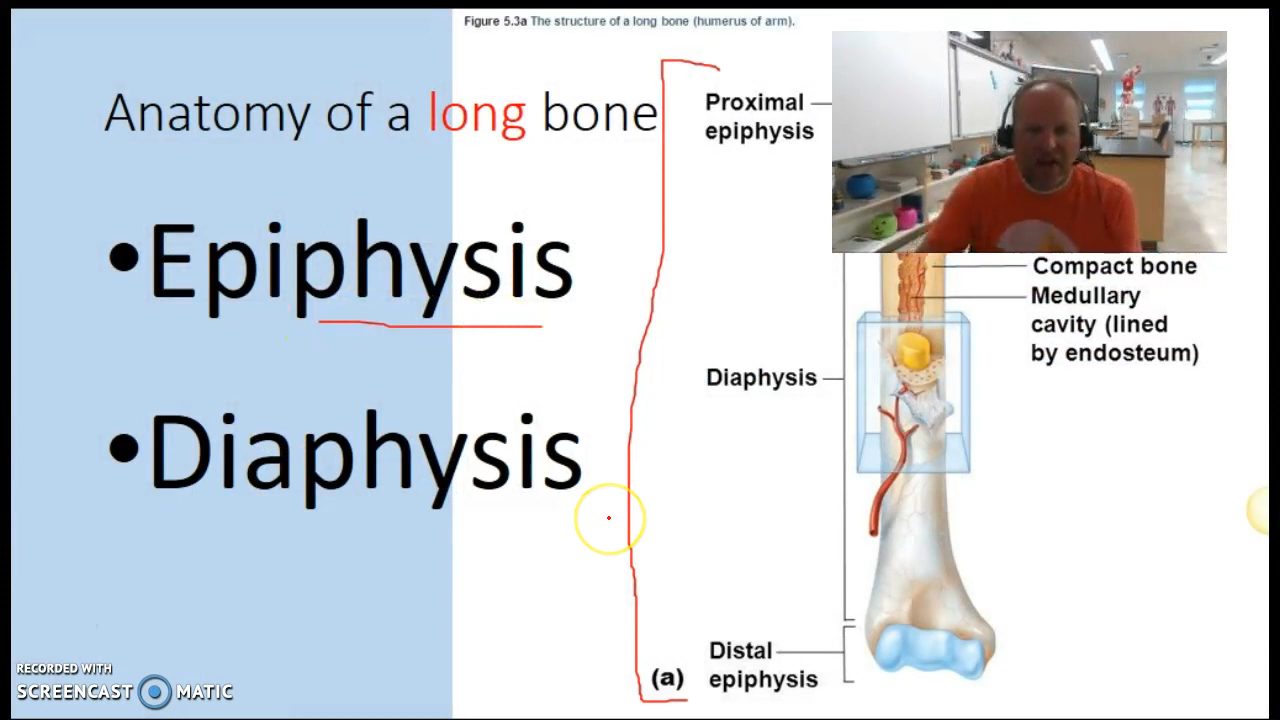 Figure 5.3a The structure of a long bone (humerus of arm).
Anatomy of a long bone
•Epiphysis
•Diaphysis
Proximal
epiphysis
Compact bone
Medullary
cavity (lined
by endosteum)
Diaphysis
Distal
epiphysis
(a)
RECORDED WITH
SCREENCAST MATIC